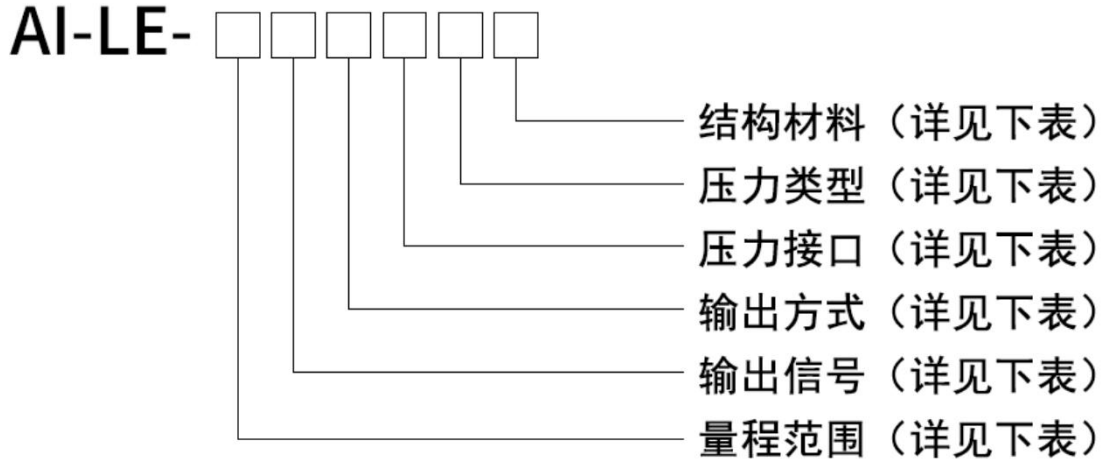 AI-LE-
结构材料（详见下表）
压力类型（详见下表）
压力接口（详见下表）
输出方式（详见下表）
输出信号（详见下表）
量程范围（详见下表）